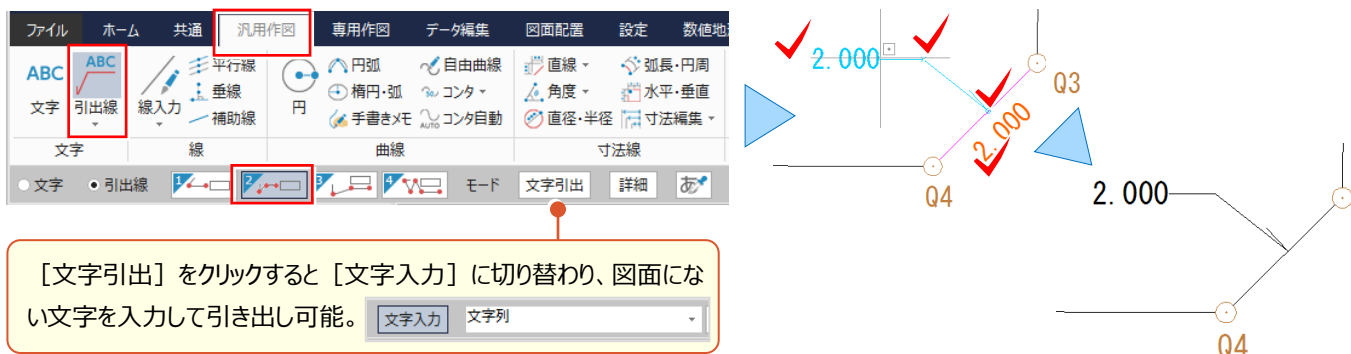 ファイル ホーム 共通 汎用作図 専用作図 データ編集 図面配置 設定 数値地
ABC 文字
ABC 引出線
線入力
平行線
垂線
補助線
円
円弧
楕円・弧
手書きメモ
自由曲線
コンタ
AUTO コンタ自動
直線
角度
直径・半径
弧長・円周
水平・垂直
寸法編集
文字 線 曲線 寸法線
文字 引出線 1 2 3 4 モード 文字引出 詳細 あ
[文字引出]をクリックすると[文字入力]に切り替わり、図面にな
い文字を入力して引き出し可能。 文字入力 文字列
2.000
Q3
2.000
Q4
2.000
Q4